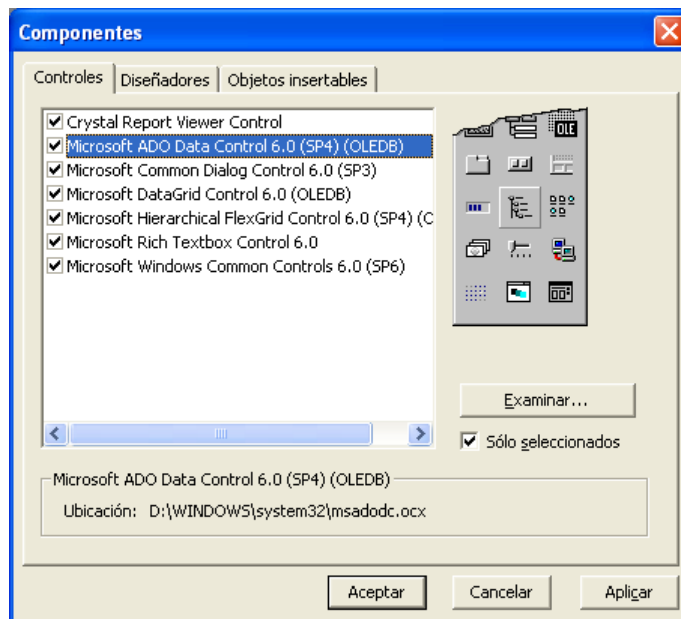 Componentes
Controles Diseñadores Objetos insertables
Crystal Report Viewer Control
Microsoft ADO Data Control 6.0 (SP4) (OLEDB)
Microsoft Common Dialog Control 6.0 (SP3)
Microsoft DataGrid Control 6.0 (OLEDB)
Microsoft Hierarchical FlexGrid Control 6.0 (SP4) (O
Microsoft Rich Textbox Control 6.0
Microsoft Windows Common Controls 6.0 (SP6)
OLE
Examinar...
Sólo seleccionados
Microsoft ADO Data Control 6.0 (SP4) (OLEDB)
Ubicación: D:\WINDOWS\system32\msadodc.ocx
Aceptar Cancelar Aplicar